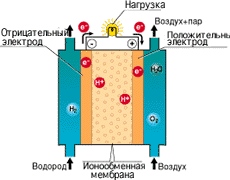 Нагрузка
e⁻
e⁻
Воздух+пар
Отрицательный
электрод
Положительный
электрод
-
+
e⁻
e⁻
H₂O
H₂
H⁺
H⁺
O₂
Водород
Ионообменная
мембрана
Воздух